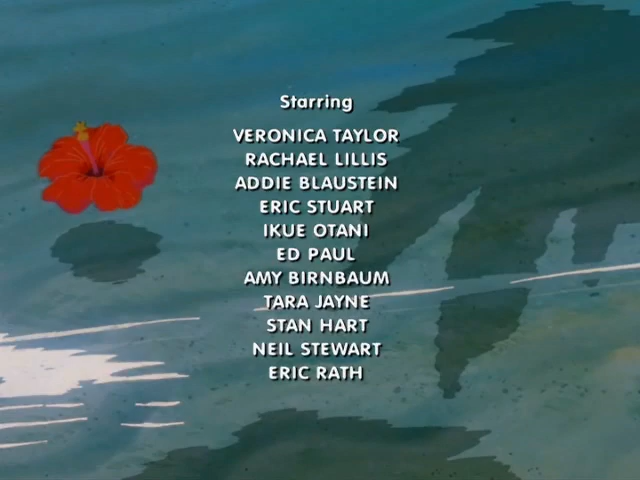 Starring
VERONICA TAYLOR
RACHAEL LILLIS
ADDIE BLAUSTEIN
ERIC STUART
IKUE OTANI
ED PAUL
AMY BIRNBAUM
TARA JAYNE
STAN HART
NEIL STEWART
ERIC RATH